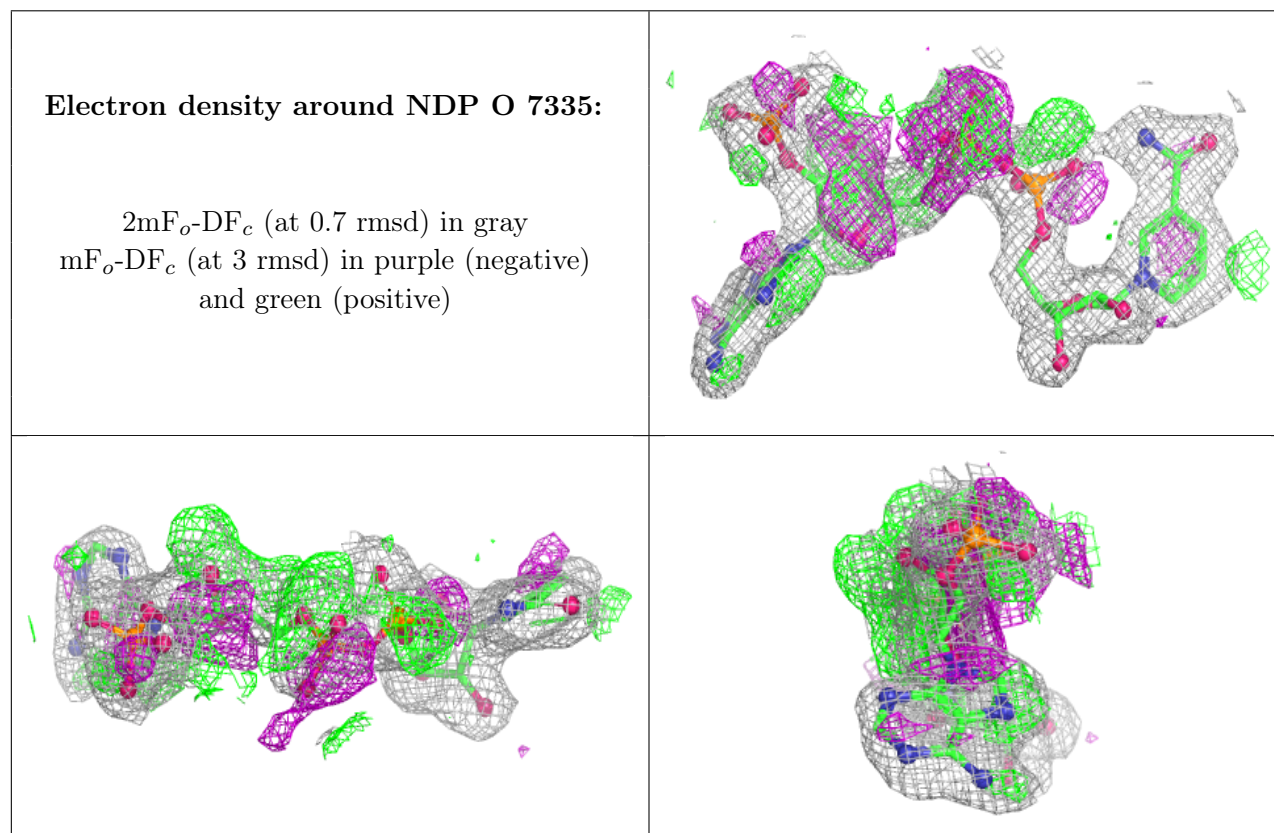 Electron density around NDP O 7335:
2mFo-DFc (at 0.7 rmsd) in gray
mFo-DFc (at 3 rmsd) in purple (negative)
and green (positive)